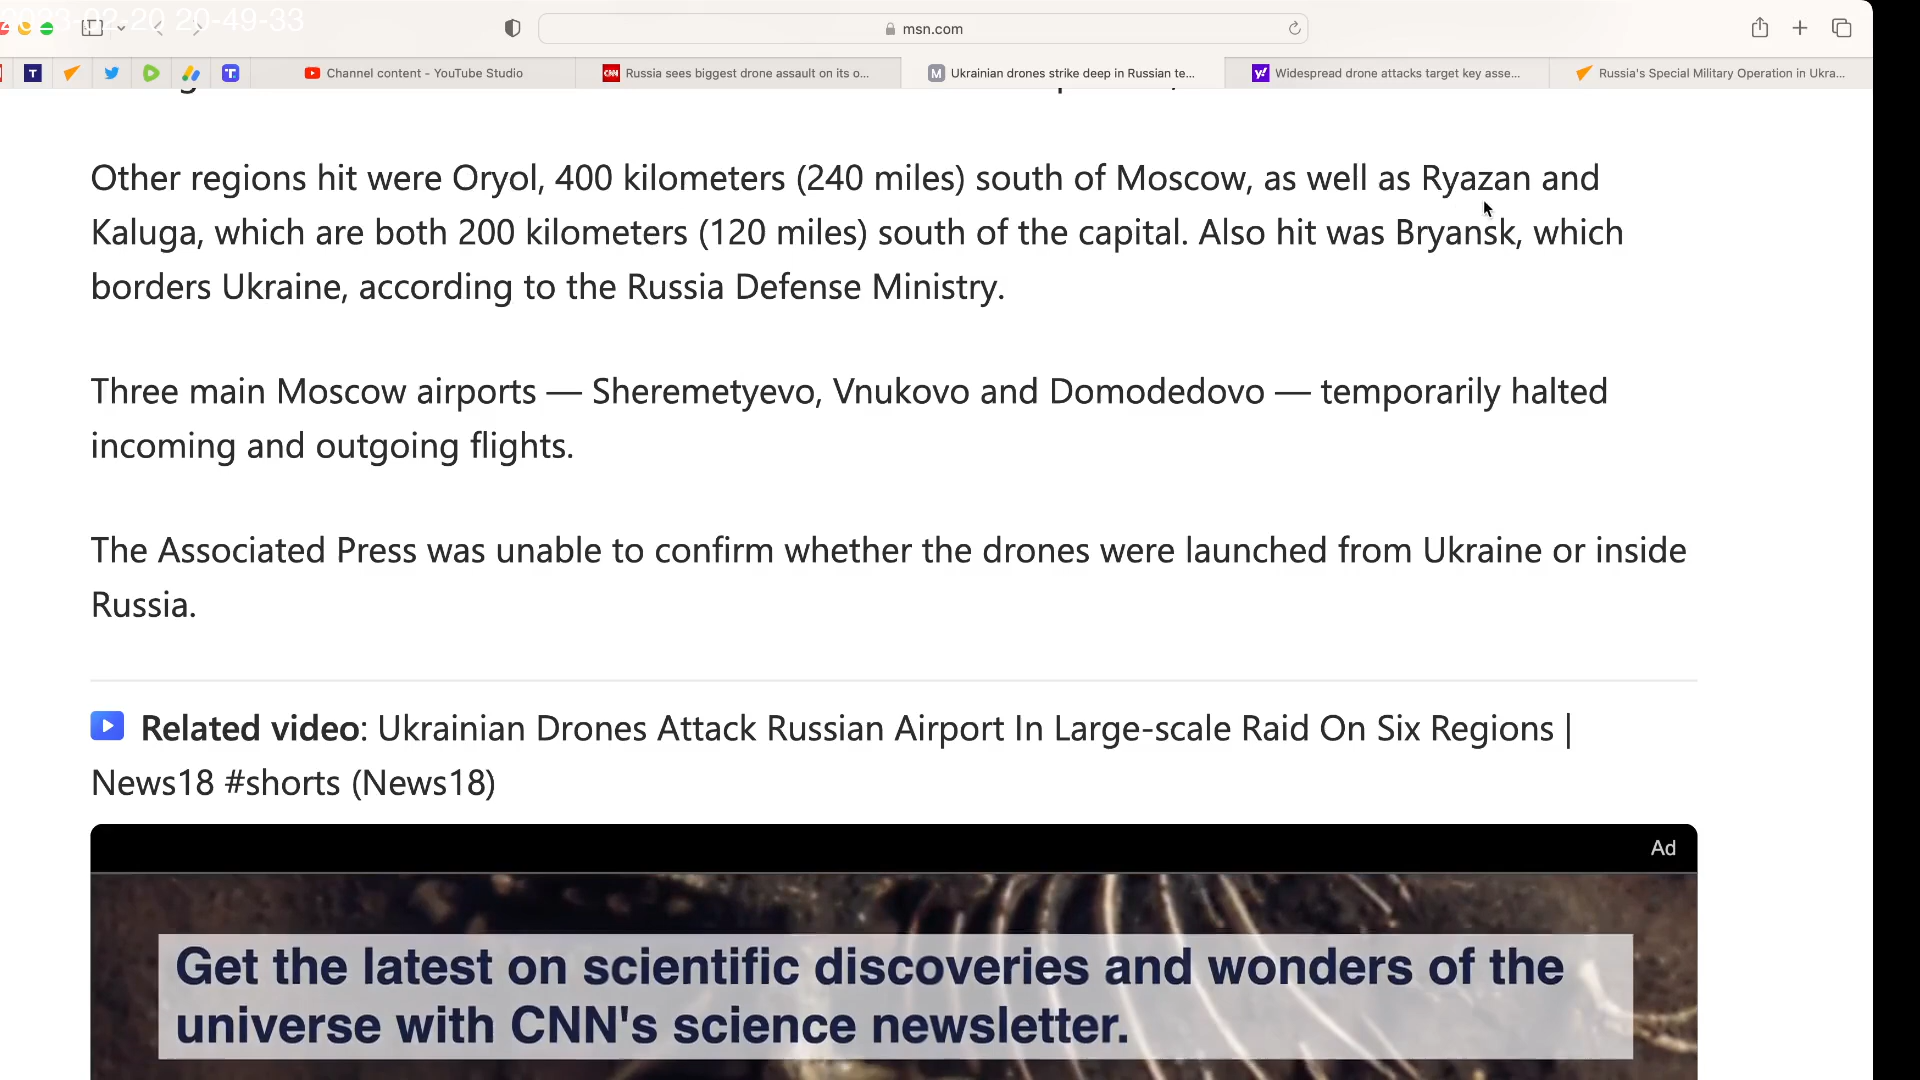 2023-02-20 20-49-33
msn.com
Channel content - YouTube Studio
CNN Russia sees biggest drone assault on its o...
M Ukrainian drones strike deep in Russian te...
y! Widespread drone attacks target key asse...
Russia's Special Military Operation in Ukra...
Other regions hit were Oryol, 400 kilometers (240 miles) south of Moscow, as well as Ryazan and
Kaluga, which are both 200 kilometers (120 miles) south of the capital. Also hit was Bryansk, which
borders Ukraine, according to the Russia Defense Ministry.
Three main Moscow airports — Sheremetyevo, Vnukovo and Domodedovo — temporarily halted
incoming and outgoing flights.
The Associated Press was unable to confirm whether the drones were launched from Ukraine or inside
Russia.
Related video: Ukrainian Drones Attack Russian Airport In Large-scale Raid On Six Regions |
News18 #shorts (News18)
Ad
Get the latest on scientific discoveries and wonders of the
universe with CNN's science newsletter.